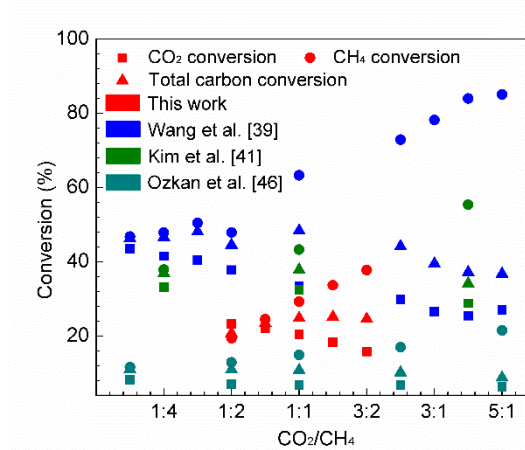 100
80
60
40
20
Conversion (%)
CO₂ conversion
CH₄ conversion
Total carbon conversion
This work
Wang et al. [39]
Kim et al. [41]
Ozkan et al. [46]
1:4 1:2 1:1 3:2 3:1 5:1
CO₂/CH₄